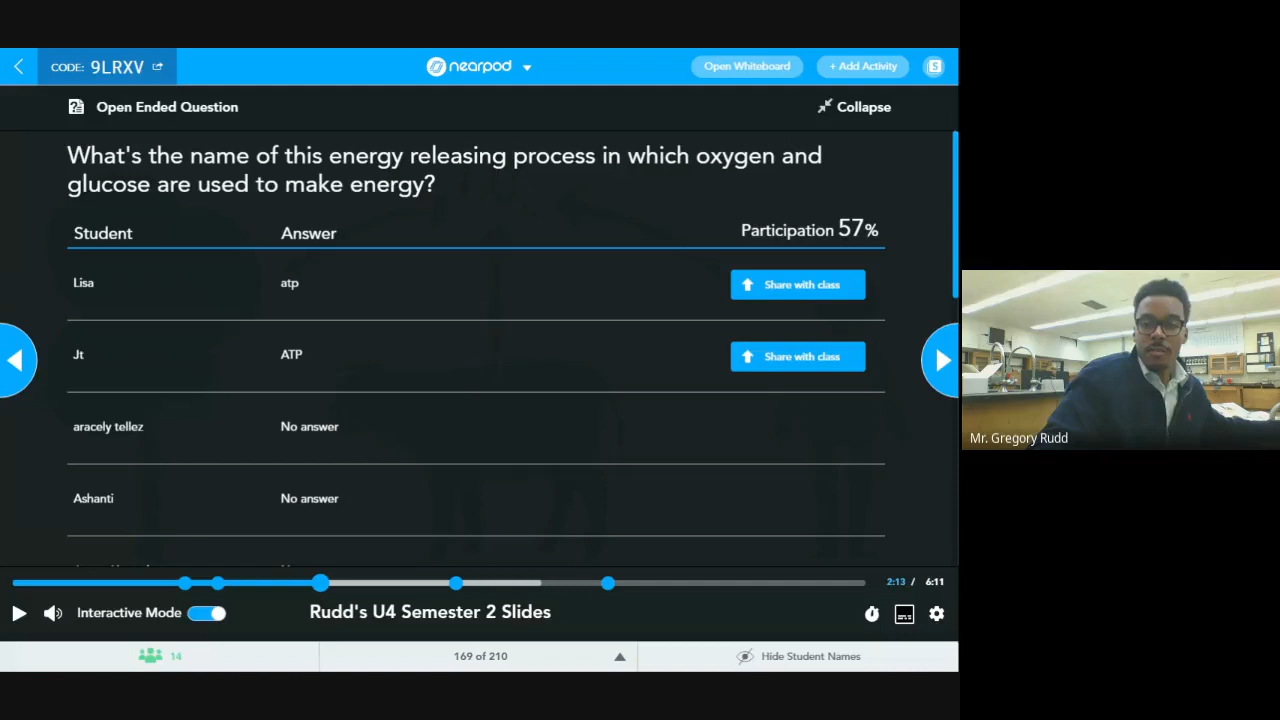 CODE: 9LRXV
nearpod
Open Whiteboard
+ Add Activity
S
Open Ended Question
Collapse
What's the name of this energy releasing process in which oxygen and
glucose are used to make energy?
Student Answer Participation 57%
Lisa atp Share with class
Jt ATP Share with class
aracely tellez No answer
Ashanti No answer
2:13 / 6:11
Interactive Mode
Rudd's U4 Semester 2 Slides
14
169 of 210
Hide Student Names
Mr. Gregory Rudd